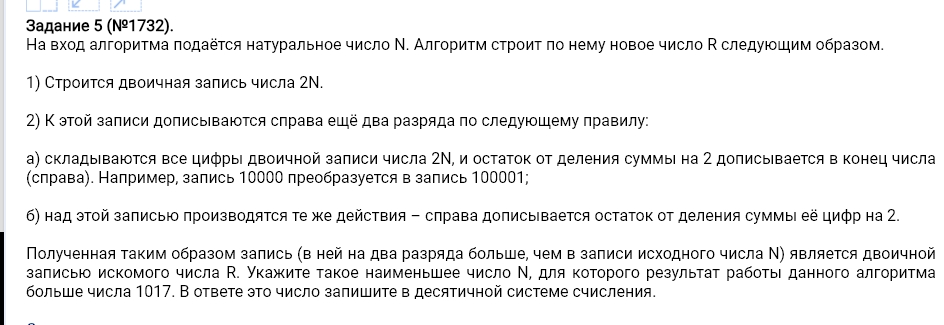 Задание 5 (№1732).
На вход алгоритма подаётся натуральное число N. Алгоритм строит по нему новое число R следующим образом.
1) Строится двоичная запись числа 2N.
2) К этой записи дописываются справа ещё два разряда по следующему правилу:
а) складываются все цифры двоичной записи числа 2N, и остаток от деления суммы на 2 дописывается в конец числа
(справа). Например, запись 10000 преобразуется в запись 100001;
б) над этой записью производятся те же действия – справа дописывается остаток от деления суммы её цифр на 2.
Полученная таким образом запись (в ней на два разряда больше, чем в записи исходного числа N) является двоичной
записью искомого числа R. Укажите такое наименьшее число N, для которого результат работы данного алгоритма
больше числа 1017. В ответе это число запишите в десятичной системе счисления.